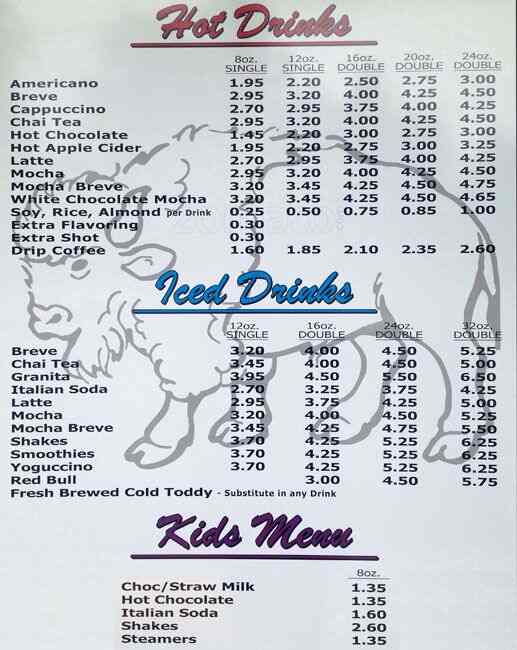 Hot Drinks
8oz. 12oz. 16oz. 20oz. 24oz.
SINGLE SINGLE DOUBLE DOUBLE DOUBLE
Americano 1.95 2.20 2.50 2.75 3.00
Breve 2.95 3.20 4.00 4.25 4.50
Cappuccino 2.70 2.95 3.75 4.00 4.25
Chai Tea 2.95 3.20 4.00 4.25 4.50
Hot Chocolate 1.45 2.20 3.00 2.75 3.00
Hot Apple Cider 1.95 2.20 2.75 3.00 3.25
Latte 2.70 2.95 3.75 4.00 4.25
Mocha 2.95 3.20 4.00 4.25 4.50
Mocha Breve 3.20 3.45 4.25 4.50 4.75
White Chocolate Mocha 3.20 3.45 4.25 4.50 4.65
Soy, Rice, Almond per Drink 0.25 0.50 0.75 0.85 1.00
Extra Flavoring 0.30
Extra Shot 0.30
Drip Coffee 1.60 1.85 2.10 2.35 2.60
Iced Drinks
12oz. 16oz. 24oz. 32oz.
SINGLE DOUBLE DOUBLE DOUBLE
Breve 3.20 4.00 4.50 5.25
Chai Tea 3.45 4.00 4.50 5.00
Granita 3.95 4.50 5.50 6.50
Italian Soda 2.70 3.25 3.75 4.25
Latte 2.95 3.75 4.25 5.00
Mocha 3.20 4.00 4.50 5.25
Mocha Breve 3.45 4.25 4.75 5.50
Shakes 3.70 4.25 5.25 6.25
Smoothies 3.70 4.25 5.25 6.25
Yoguccino 3.70 4.25 5.25 6.25
Red Bull 3.00 4.50 5.75
Fresh Brewed Cold Toddy - Substitute in any Drink
Kids Menu
8oz.
Choc/Straw Milk 1.35
Hot Chocolate 1.35
Italian Soda 1.60
Shakes 2.60
Steamers 1.35